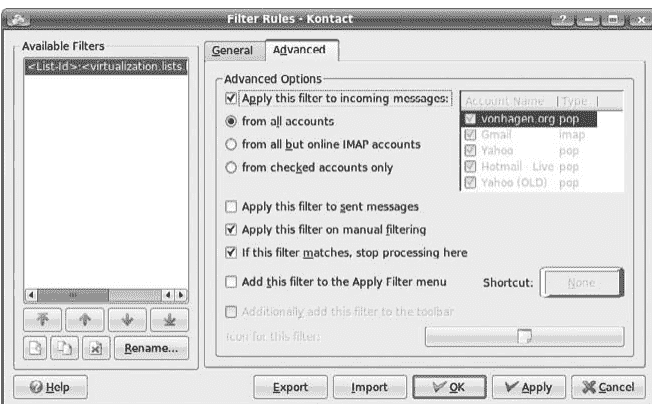 Filter Rules - Kontact
Available Filters
<List-Id>:<virtualization.lists
Rename...
General
Advanced
Advanced Options
Apply this filter to incoming messages:
from all accounts
from all but online IMAP accounts
from checked accounts only
Account Name Type
vonhagen.org pop
Gmail imap
Yahoo pop
Hotmail - Live pop
Yahoo (OLD) pop
Apply this filter to sent messages
Apply this filter on manual filtering
If this filter matches, stop processing here
Add this filter to the Apply Filter menu
Shortcut: None
Additionally add this filter to the toolbar
Icon for this filter:
Help
Export
Import
OK
Apply
Cancel